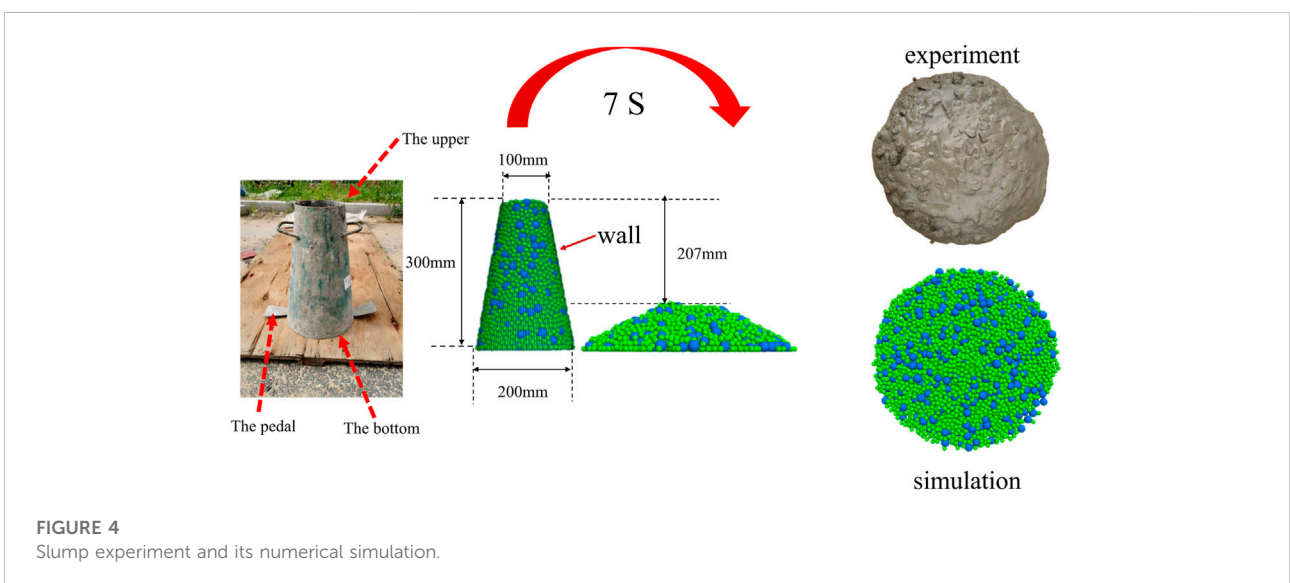 experiment
7 S
The upper
100mm
wall
300mm
207mm
200mm
The pedal
The bottom
simulation
FIGURE 4
Slump experiment and its numerical simulation.